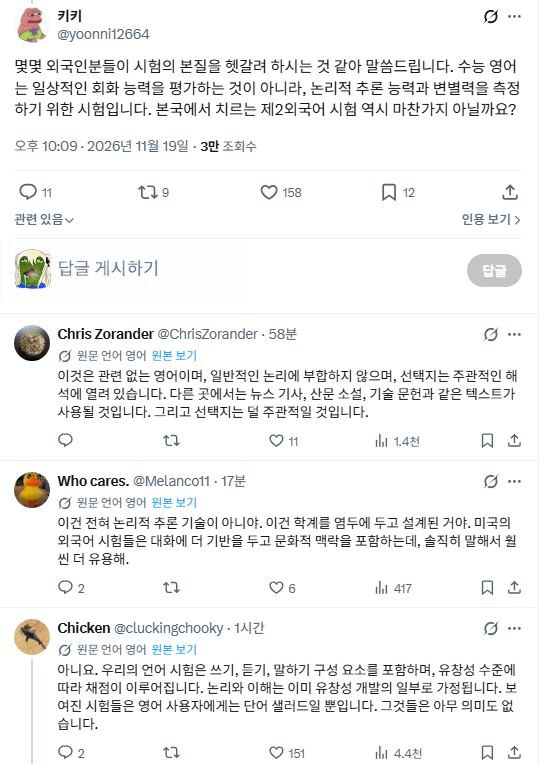 키키
@yoonni12664
몇몇 외국인분들이 시험의 본질을 헷갈려 하시는 것 같아 말씀드립니다. 수능 영어
는 일상적인 회화 능력을 평가하는 것이 아니라, 논리적 추론 능력과 변별력을 측정
하기 위한 시험입니다. 본국에서 치르는 제2외국어 시험 역시 마찬가지 아닐까요?
오후 10:09 · 2026년 11월 19일 · 3만 조회수
11 9 158 12
관련 있음 인용 보기
답글 게시하기 답글
Chris Zorander @ChrisZorander · 58분
원문 언어 영어 원본 보기
이것은 관련 없는 영어이며, 일반적인 논리에 부합하지 않으며, 선택지는 주관적인 해
석에 열려 있습니다. 다른 곳에서는 뉴스 기사, 산문 소설, 기술 문헌과 같은 텍스트가
사용될 것입니다. 그리고 선택지는 덜 주관적일 것입니다.
11 1.4천
Who cares. @Melanco11 · 17분
원문 언어 영어 원본 보기
이건 전혀 논리적 추론 기술이 아니야. 이건 학계를 염두에 두고 설계된 거야. 미국의
외국어 시험들은 대화에 더 기반을 두고 문화적 맥락을 포함하는데, 솔직히 말해서 훨
씬 더 유용해.
2 6 417
Chicken @cluckingchooky · 1시간
원문 언어 영어 원본 보기
아니요. 우리의 언어 시험은 쓰기, 듣기, 말하기 구성 요소를 포함하며, 유창성 수준에
따라 채점이 이루어집니다. 논리와 이해는 이미 유창성 개발의 일부로 가정됩니다. 보
여진 시험들은 영어 사용자에게는 단어 샐러드일 뿐입니다. 그것들은 아무 의미도 없
습니다.
2 151 4.4천